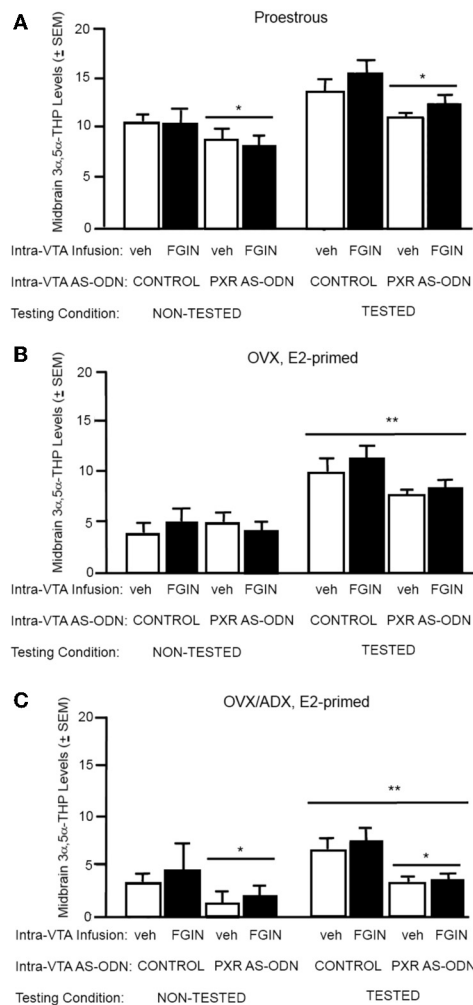 A
Proestrous
Midbrain 3α,5α-THP Levels (± SEM)
20
15
10
5
0
*
*
Intra-VTA Infusion: veh FGIN veh FGIN veh FGIN veh FGIN
Intra-VTA AS-ODN: CONTROL PXR AS-ODN CONTROL PXR AS-ODN
Testing Condition: NON-TESTED TESTED
B
OVX, E2-primed
Midbrain 3α,5α-THP Levels (± SEM)
20
15
10
5
0
**
Intra-VTA Infusion: veh FGIN veh FGIN veh FGIN veh FGIN
Intra-VTA AS-ODN: CONTROL PXR AS-ODN CONTROL PXR AS-ODN
Testing Condition: NON-TESTED TESTED
C
OVX/ADX, E2-primed
Midbrain 3α,5α-THP Levels (± SEM)
20
15
10
5
0
**
*
*
Intra-VTA Infusion: veh FGIN veh FGIN veh FGIN veh FGIN
Intra-VTA AS-ODN: CONTROL PXR AS-ODN CONTROL PXR AS-ODN
Testing Condition: NON-TESTED TESTED